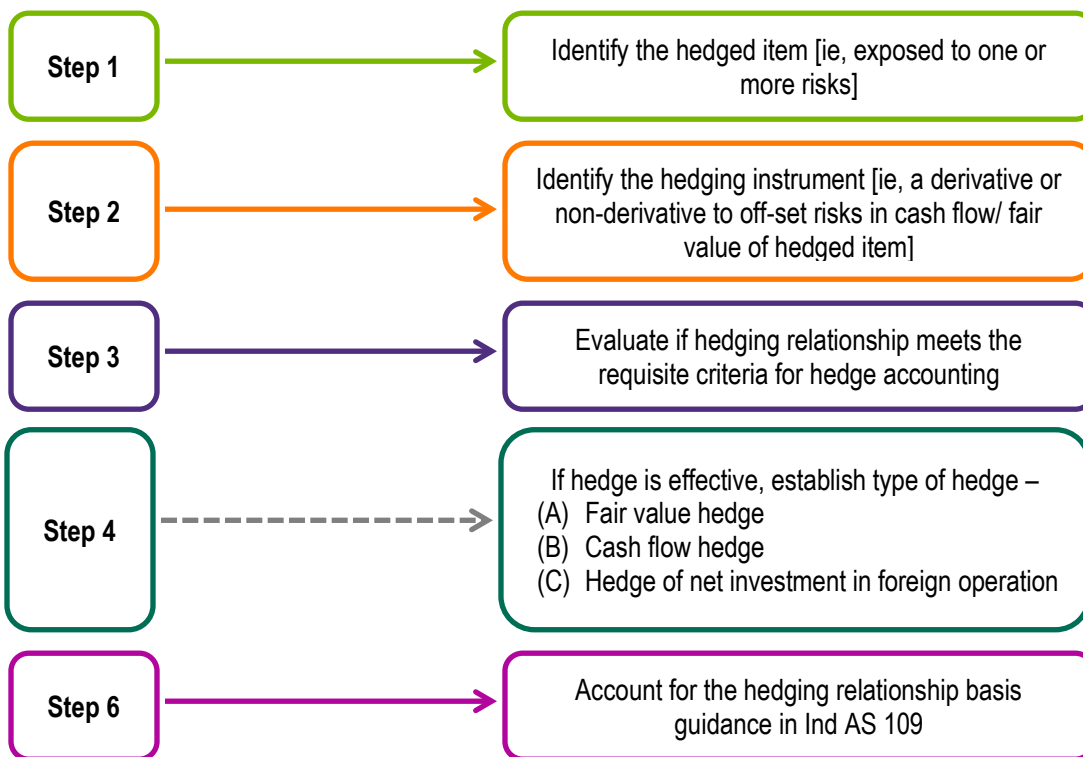 Step 1
Identify the hedged item [ie, exposed to one or
more risks]
Step 2
Identify the hedging instrument [ie, a derivative or
non-derivative to off-set risks in cash flow/ fair
value of hedged item]
Step 3
Evaluate if hedging relationship meets the
requisite criteria for hedge accounting
Step 4
If hedge is effective, establish type of hedge –
(A) Fair value hedge
(B) Cash flow hedge
(C) Hedge of net investment in foreign operation
Step 6
Account for the hedging relationship basis
guidance in Ind AS 109